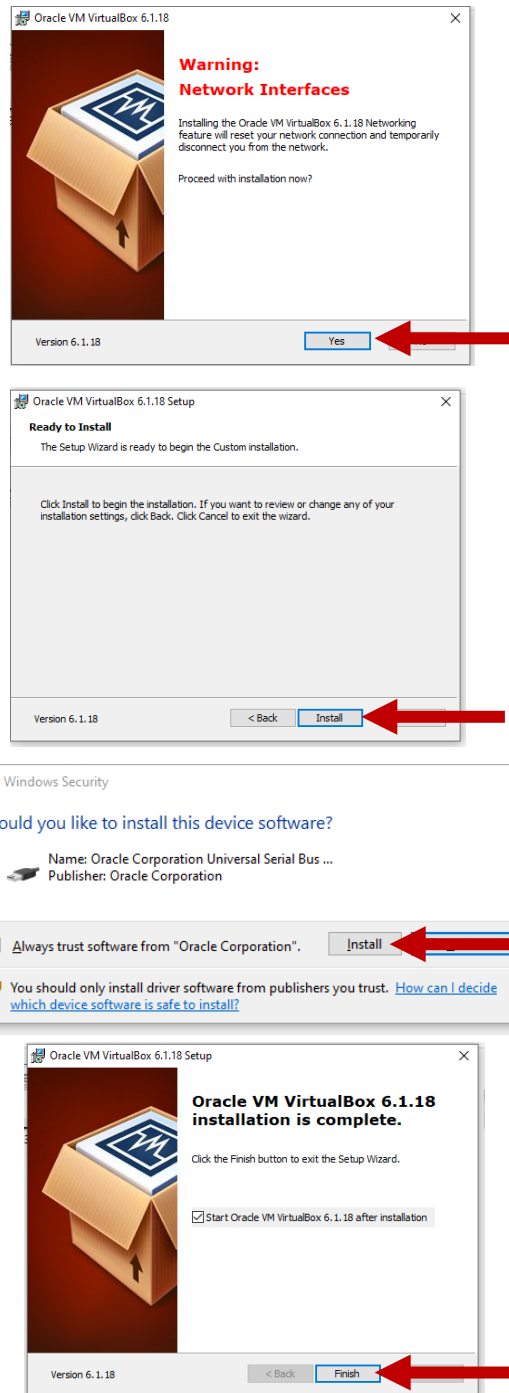 Oracle VM VirtualBox 6.1.18
Warning:
Network Interfaces
Installing the Oracle VM VirtualBox 6.1.18 Networking
feature will reset your network connection and temporarily
disconnect you from the network.
Proceed with installation now?
Version 6.1.18
Yes
Oracle VM VirtualBox 6.1.18 Setup
Ready to Install
The Setup Wizard is ready to begin the Custom installation.
Click Install to begin the installation. If you want to review or change any of your
installation settings, click Back. Click Cancel to exit the wizard.
Version 6.1.18
< Back
Install
Windows Security
ould you like to install this device software?
Name: Oracle Corporation Universal Serial Bus ...
Publisher: Oracle Corporation
Always trust software from "Oracle Corporation".
Install
You should only install driver software from publishers you trust. How can I decide
which device software is safe to install?
Oracle VM VirtualBox 6.1.18 Setup
Oracle VM VirtualBox 6.1.18
installation is complete.
Click the Finish button to exit the Setup Wizard.
Start Oracle VM VirtualBox 6.1.18 after installation
Version 6.1.18
< Back
Finish